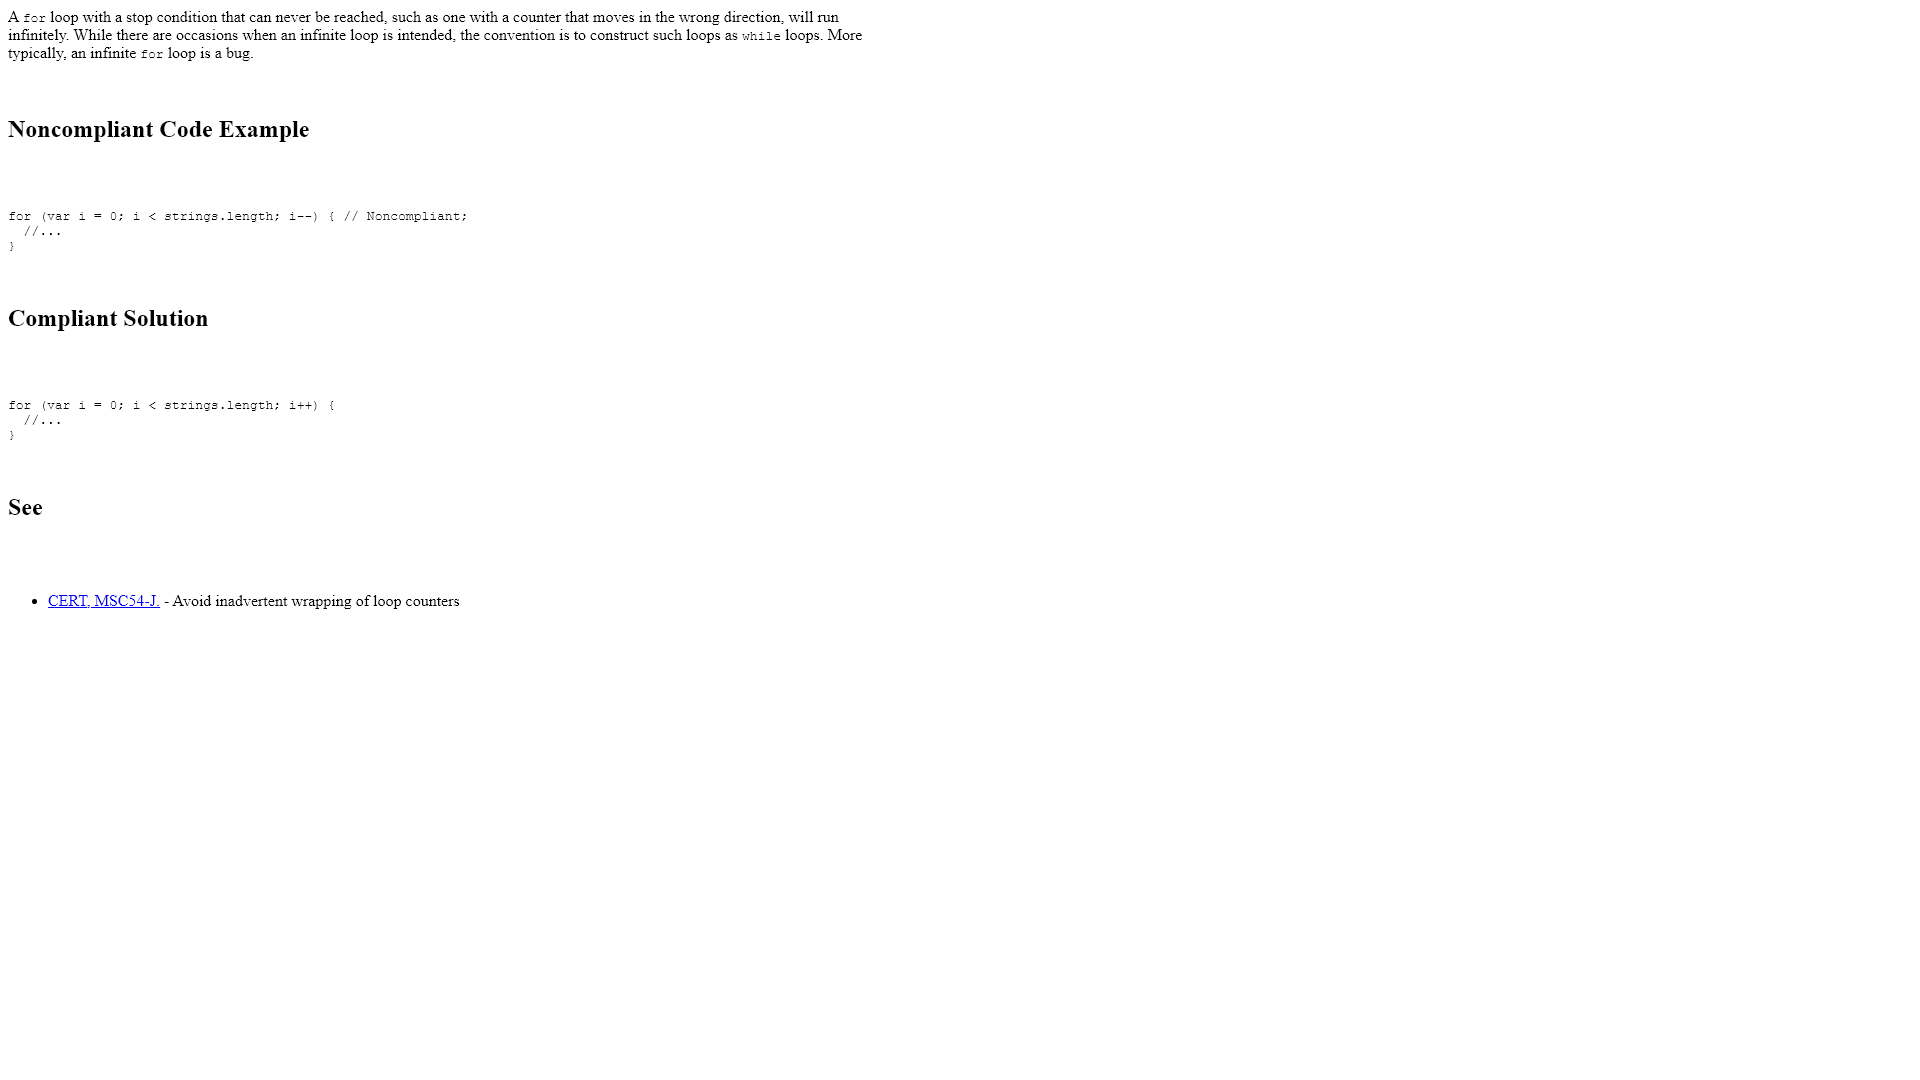 A for loop with a stop condition that can never be reached, such as one with a counter that moves in the wrong direction, will run
infinitely. While there are occasions when an infinite loop is intended, the convention is to construct such loops as while loops. More
typically, an infinite for loop is a bug.
Noncompliant Code Example
for (var i = 0; i < strings.length; i--) { // Noncompliant;
  //...
}
Compliant Solution
for (var i = 0; i < strings.length; i++) {
  //...
}
See
• CERT, MSC54-J. - Avoid inadvertent wrapping of loop counters